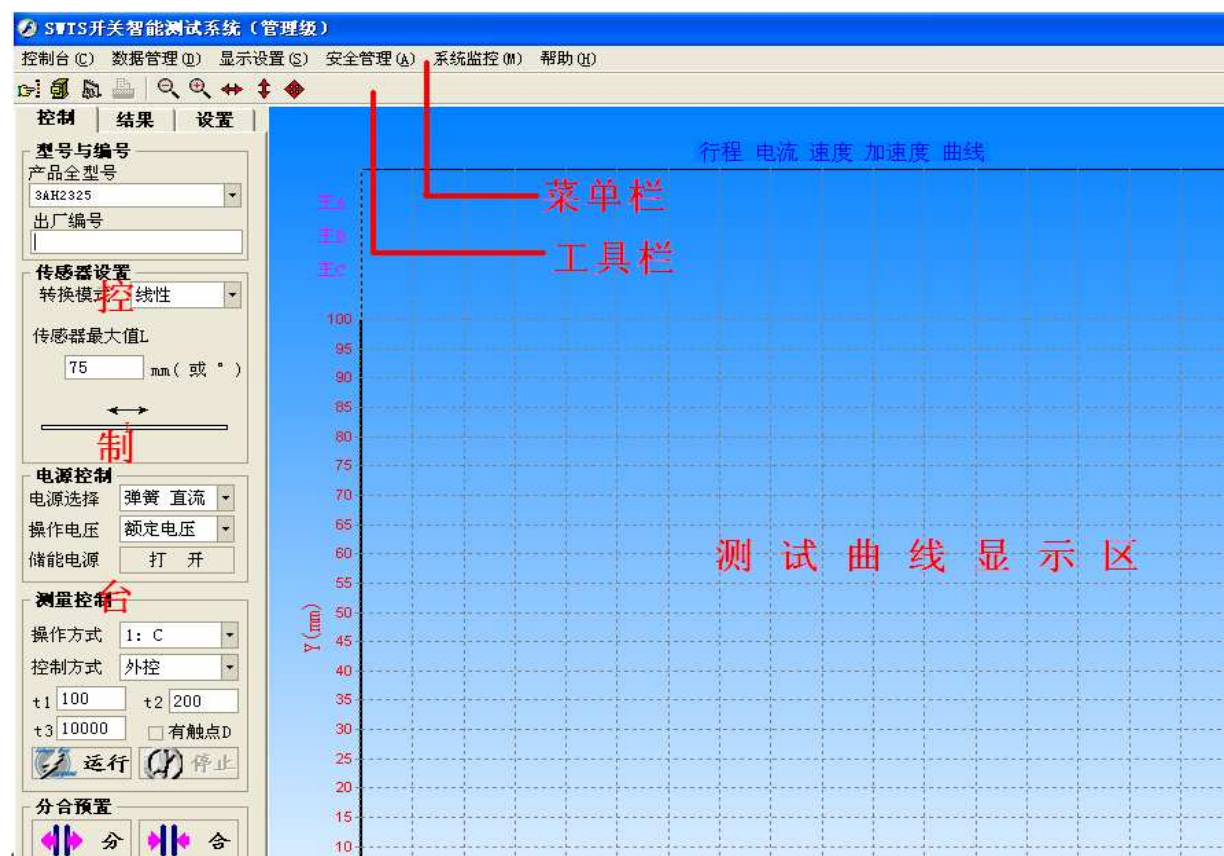 SWTS开关智能测试系统（管理级）
控制台(C) 数据管理(D) 显示设置(S) 安全管理(A) 系统监控(M) 帮助(H)
控制 结果 设置
型号与编号
产品全型号
3AH2325
出厂编号
传感器设置
转换模式 线性
传感器最大值L
75 mm(或 °)
电源控制
电源选择 弹簧 直流
操作电压 额定电压
储能电源 打 开
测量控制
操作方式 1: C
控制方式 外控
t1 100 t2 200
t3 10000 有触点D
运行 停止
分合预置
分 合
控
制
台
行程 电流 速度 加速度 曲线
菜单栏
工具栏
主A
主B
主C
测 试 曲 线 显 示 区
Y(mm)
100
95
90
85
80
75
70
65
60
55
50
45
40
35
30
25
20
15
10